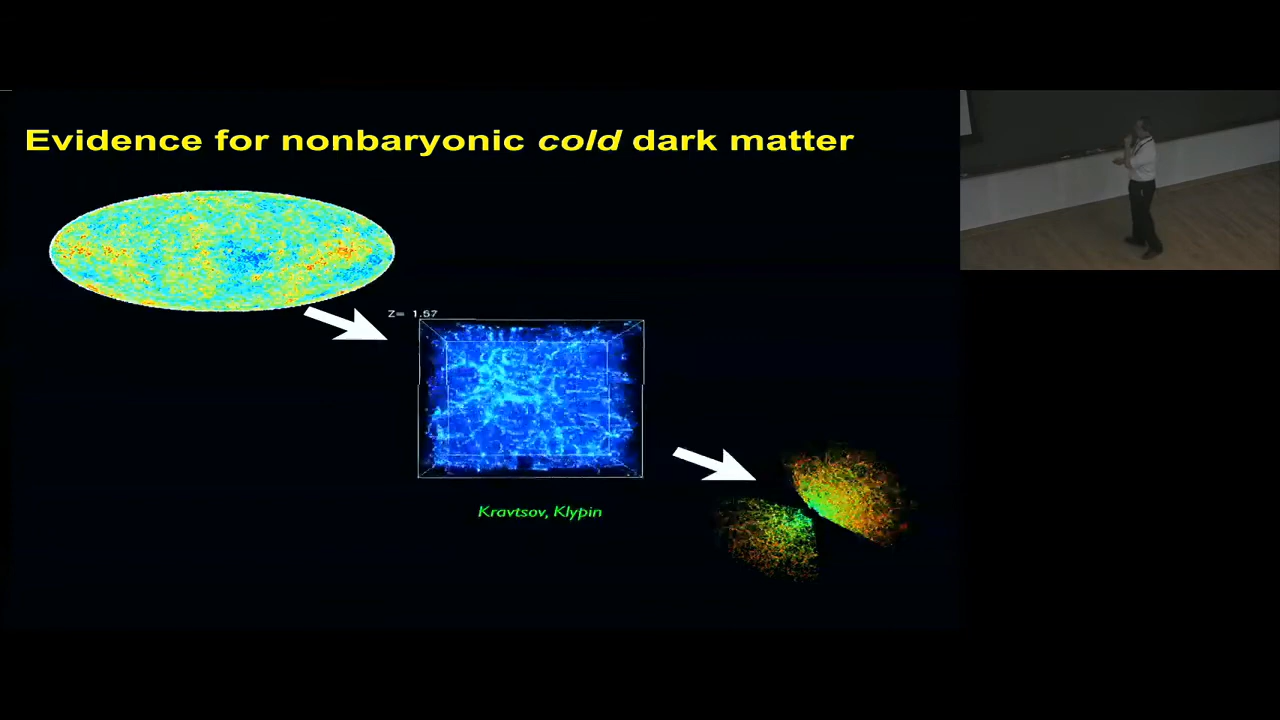 Evidence for nonbaryonic cold dark matter
Z= 1.57
Kravtsov, Klypin